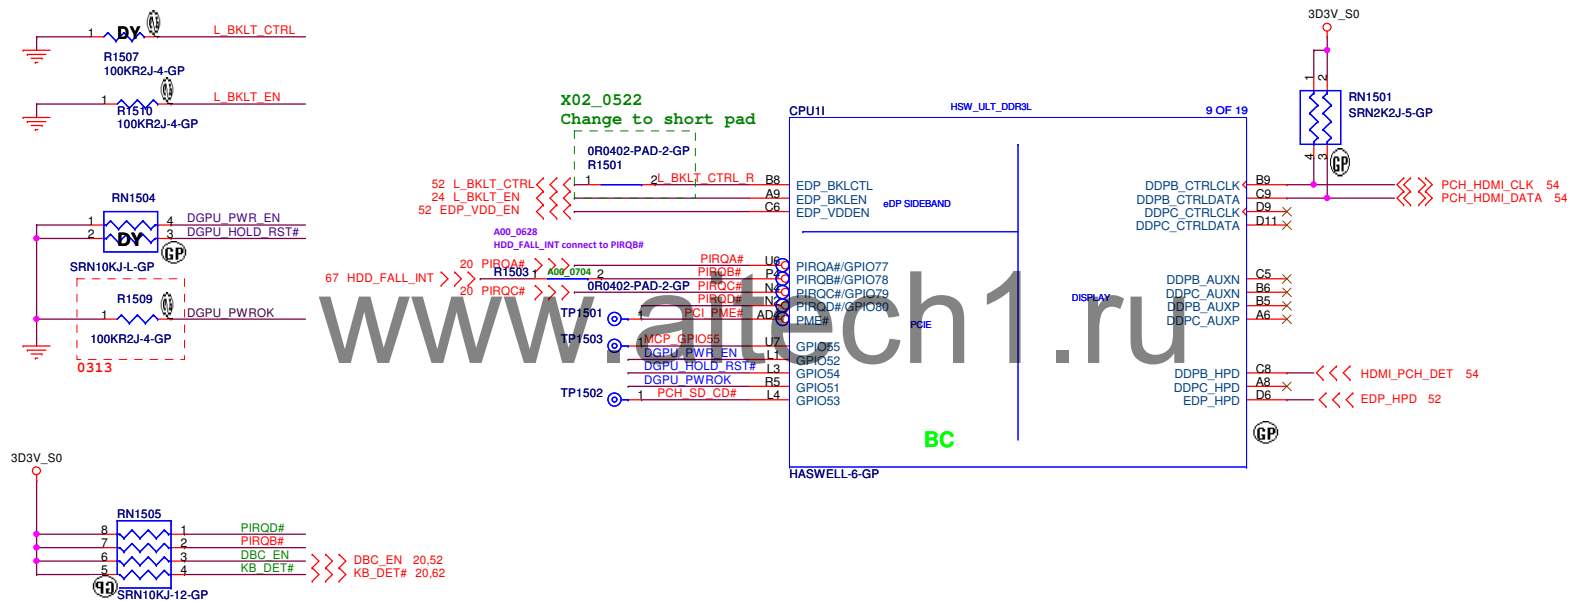 1 DY L_BKLT_CTRL
R1507
100KR2J-4-GP
1 L_BKLT_EN
R1510
100KR2J-4-GP
RN1504
1 4 DGPU_PWR_EN
2 DY 3 DGPU_HOLD_RST#
GP
SRN10KJ-L-GP
R1509
1 DGPU_PWROK
100KR2J-4-GP
0313
3D3V_S0
RN1505
8 1 PIRQD#
7 2 PIRQB#
6 3 DBC_EN DBC_EN 20,52
5 4 KB_DET# KB_DET# 20,62
GP
SRN10KJ-12-GP
X02_0522
Change to short pad
0R0402-PAD-2-GP
R1501
52 L_BKLT_CTRL 1 2 L_BKLT_CTRL_R B8
24 L_BKLT_EN A9
52 EDP_VDD_EN C6
A00_0628
HDD_FALL_INT connect to PIRQB#
20 PIRQA# PIRQA# U6
67 HDD_FALL_INT R1503 1 A00_0704 2 PIRQB# P4
20 PIRQC# 0R0402-PAD-2-GP PIRQC# N4
PIRQD# N2
TP1501 1 PCI_PME# AD4
TP1503 1 MCP_GPIO55 U7
DGPU_PWR_EN L1
DGPU_HOLD_RST# L3
DGPU_PWROK R5
TP1502 1 PCH_SD_CD# L4
CPU1I HSW_ULT_DDR3L 9 OF 19
EDP_BKLCTL
EDP_BKLEN
EDP_VDDEN
eDP SIDEBAND
PIRQA#/GPIO77
PIRQB#/GPIO78
PIRQC#/GPIO79
PIRQD#/GPIO80
PME#
PCIE
DISPLAY
GPIO55
GPIO52
GPIO54
GPIO51
GPIO53
BC
HASWELL-6-GP
DDPB_CTRLCLK B9
DDPB_CTRLDATA C9
DDPC_CTRLCLK D9
DDPC_CTRLDATA D11
DDPB_AUXN C5
DDPC_AUXN B6
DDPB_AUXP B5
DDPC_AUXP A6
DDPB_HPD C8 HDMI_PCH_DET 54
DDPC_HPD A8
EDP_HPD D6 EDP_HPD 52
GP
3D3V_S0
1 2
RN1501
SRN2K2J-5-GP
4 3
GP
PCH_HDMI_CLK 54
PCH_HDMI_DATA 54
www.aitech1.ru